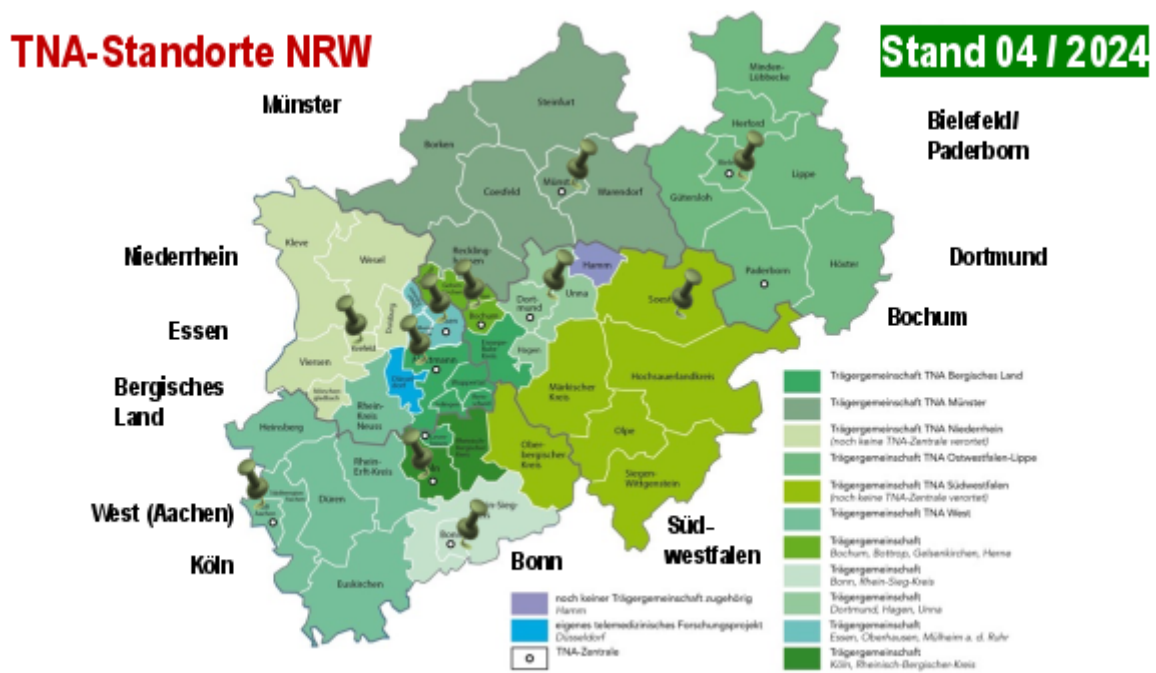 TNA-Standorte NRW
Stand 04 / 2024
Münster
Bielefeld/
Paderborn
Niederrhein
Dortmund
Essen
Bochum
Bergisches
Land
West (Aachen)
Köln
Bonn
Süd-
westfalen
Minden-
Lübbecke
Steinfurt
Herford
Borken
Lippe
Coesfeld
Warendorf
Gütersloh
Kleve
Wesel
Reckling-
Hamm
Paderborn
Höxter
Soest
Unna
Dort-
mund
Duisburg
Krefeld
Bochum
Viersen
Hagen
Märkischer
Kreis
Hochsauerlandkreis
Rhein-
Kreis
Neuss
Heinsberg
Rhein-
Erft-Kreis
Ober-
bergischer
Kreis
Olpe
Siegen-
Wittgenstein
Düren
Aachen
Euskirchen
Trägergemeinschaft TNA Bergisches Land
Trägergemeinschaft TNA Münster
Trägergemeinschaft TNA Niederrhein
(noch keine TNA-Zentrale verortet)
Trägergemeinschaft TNA Ostwestfalen-Lippe
Trägergemeinschaft TNA Südwestfalen
(noch keine TNA-Zentrale verortet)
Trägergemeinschaft TNA West
Trägergemeinschaft
Bochum, Bottrop, Gelsenkirchen, Herne
Trägergemeinschaft
Bonn, Rhein-Sieg-Kreis
Trägergemeinschaft
Dortmund, Hagen, Unna
Trägergemeinschaft
Essen, Oberhausen, Mülheim a. d. Ruhr
Trägergemeinschaft
Köln, Rheinisch-Bergischer-Kreis
noch keiner Trägergemeinschaft zugehörig
Hamm
eigenes telemedizinisches Forschungsprojekt
Düsseldorf
TNA-Zentrale